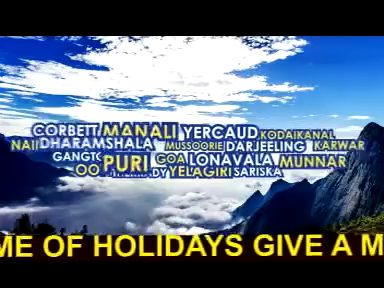 CORBETT MANALI YERCAUD KODAIKANAL
DHARAMSHALA MUSSOORIE DARJEELING KARWAR
PURI GOA LONAVALA MUNNAR
YELAGIRI SARISKA
ME OF HOLIDAYS GIVE A M